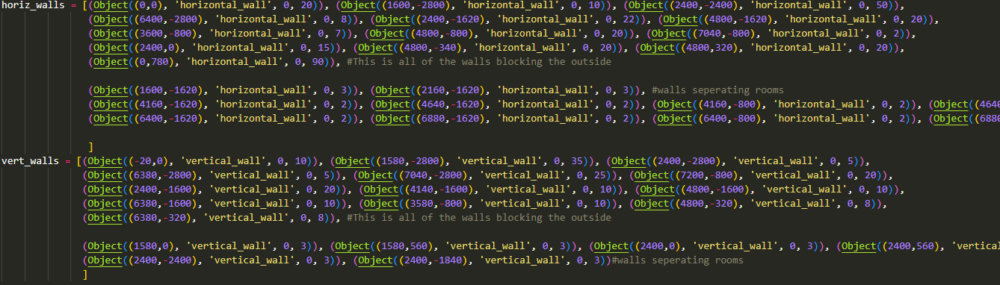 horiz_walls = [(Object((0,0), 'horizontal_wall', 0, 20)), (Object((1600,-2800), 'horizontal_wall', 0, 10)), (Object((2400,-2400), 'horizontal_wall', 0, 50)),
(Object((6400,-2800), 'horizontal_wall', 0, 8)), (Object((2400,-1620), 'horizontal_wall', 0, 22)), (Object((4800,-1620), 'horizontal_wall', 0, 20)),
(Object((3600,-800), 'horizontal_wall', 0, 7)), (Object((4800,-800), 'horizontal_wall', 0, 20)), (Object((7040,-800), 'horizontal_wall', 0, 2)),
(Object((2400,0), 'horizontal_wall', 0, 15)), (Object((4800,-340), 'horizontal_wall', 0, 20)), (Object((4800,320), 'horizontal_wall', 0, 20)),
(Object((0,780), 'horizontal_wall', 0, 90)), #This is all of the walls blocking the outside
(Object((1600,-1620), 'horizontal_wall', 0, 3)), (Object((2160,-1620), 'horizontal_wall', 0, 3)), #walls seperating rooms
(Object((4160,-1620), 'horizontal_wall', 0, 2)), (Object((4640,-1620), 'horizontal_wall', 0, 2)), (Object((4160,-800), 'horizontal_wall', 0, 2)), (Object((4640
(Object((6400,-1620), 'horizontal_wall', 0, 2)), (Object((6880,-1620), 'horizontal_wall', 0, 2)), (Object((6400,-800), 'horizontal_wall', 0, 2)), (Object((6880
]
vert_walls = [(Object((-20,0), 'vertical_wall', 0, 10)), (Object((1580,-2800), 'vertical_wall', 0, 35)), (Object((2400,-2800), 'vertical_wall', 0, 5)),
(Object((6380,-2800), 'vertical_wall', 0, 5)), (Object((7040,-2800), 'vertical_wall', 0, 25)), (Object((7200,-800), 'vertical_wall', 0, 20)),
(Object((2400,-1600), 'vertical_wall', 0, 20)), (Object((4140,-1600), 'vertical_wall', 0, 10)), (Object((4800,-1600), 'vertical_wall', 0, 10)),
(Object((6380,-1600), 'vertical_wall', 0, 10)), (Object((3580,-800), 'vertical_wall', 0, 10)), (Object((4800,-320), 'vertical_wall', 0, 8)),
(Object((6380,-320), 'vertical_wall', 0, 8)), #This is all of the walls blocking the outside
(Object((1580,0), 'vertical_wall', 0, 3)), (Object((1580,560), 'vertical_wall', 0, 3)), (Object((2400,0), 'vertical_wall', 0, 3)), (Object((2400,560), 'vertical
(Object((2400,-2400), 'vertical_wall', 0, 3)), (Object((2400,-1840), 'vertical_wall', 0, 3))#walls seperating rooms
]